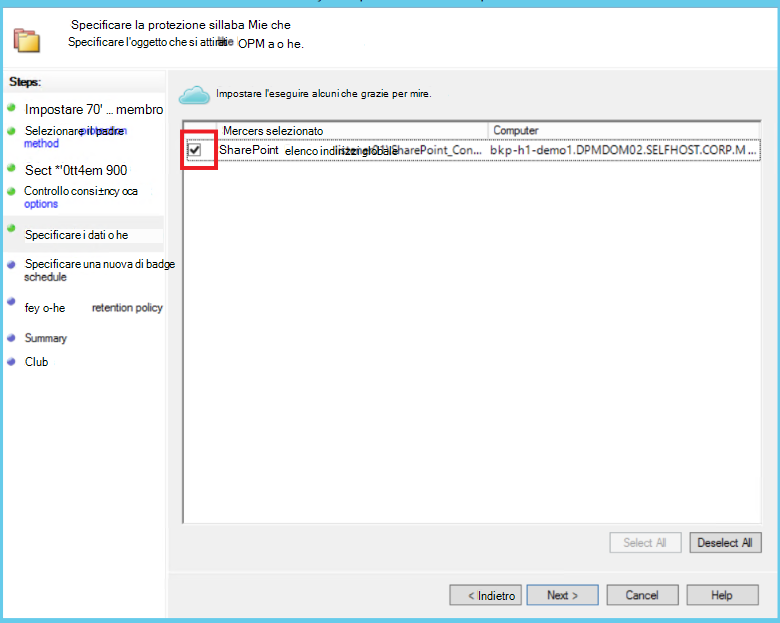 Specificare la protezione sillaba Mie che
Specificare l'oggetto che si OPM a o he.
Steps:
Impostare 70' ... membro
Selezionare il padre
method
Sect *'0tt4em 900
Controllo consi±ncy oca
options
Specificare i dati o he
Specificare una nuova di badge
schedule
fey o-he retention policy
Summary
Club
Impostare l'eseguire alcuni che grazie per mire.
Mercers selezionato Computer
SharePoint elenco indirizzi globale SharePoint_Con... bkp-h1-demo1.DPMDOM02.SELFHOST.CORP.M ...
Select All Deselect All
< Indietro Next > Cancel Help